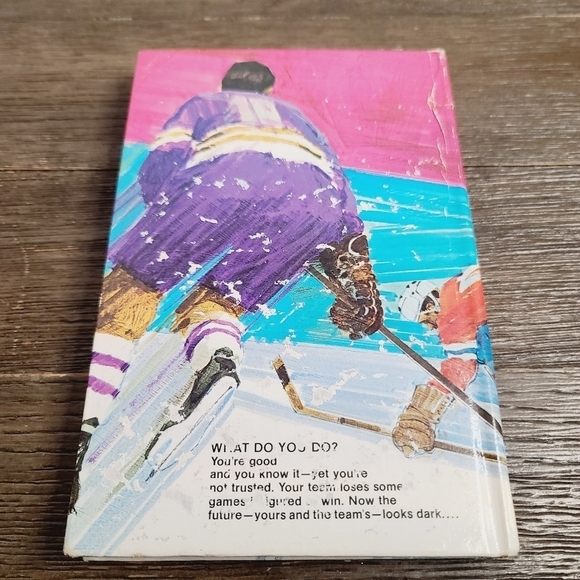 WHAT DO YOU DO?
You're good
and you know it—yet you're
not trusted. Your team loses some
games figured win. Now the
future—yours and the team's—looks dark....